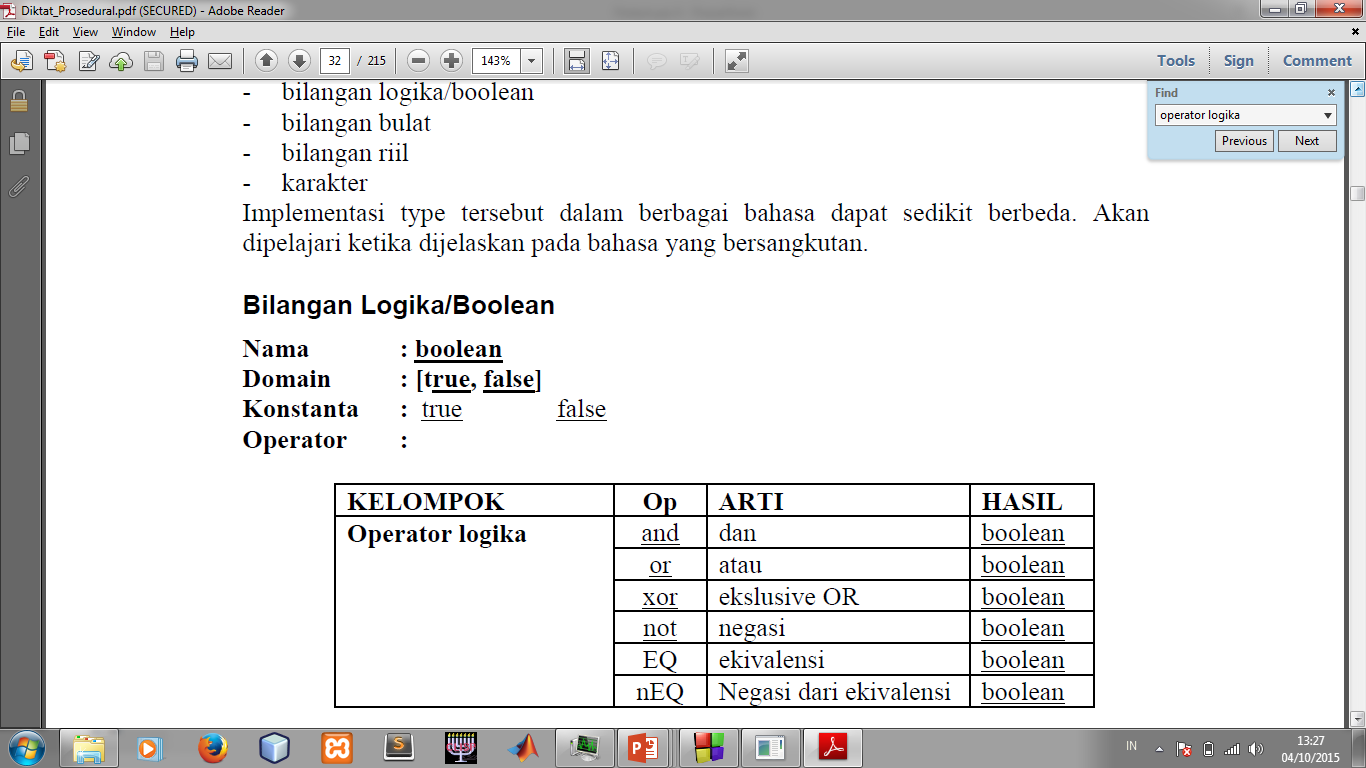 Diktat_Prosedural.pdf (SECURED) - Adobe Reader
File Edit View Window Help
32 / 215 143% Tools Sign Comment
Find
operator logika
Previous Next
- bilangan logika/boolean
- bilangan bulat
- bilangan riil
- karakter
Implementasi type tersebut dalam berbagai bahasa dapat sedikit berbeda. Akan
dipelajari ketika dijelaskan pada bahasa yang bersangkutan.
Bilangan Logika/Boolean
Nama : boolean
Domain : [true, false]
Konstanta : true false
Operator :
KELOMPOK Op ARTI HASIL
Operator logika and dan boolean
or atau boolean
xor ekslusive OR boolean
not negasi boolean
EQ ekivalensi boolean
nEQ Negasi dari ekivalensi boolean
IN 13:27
04/10/2015